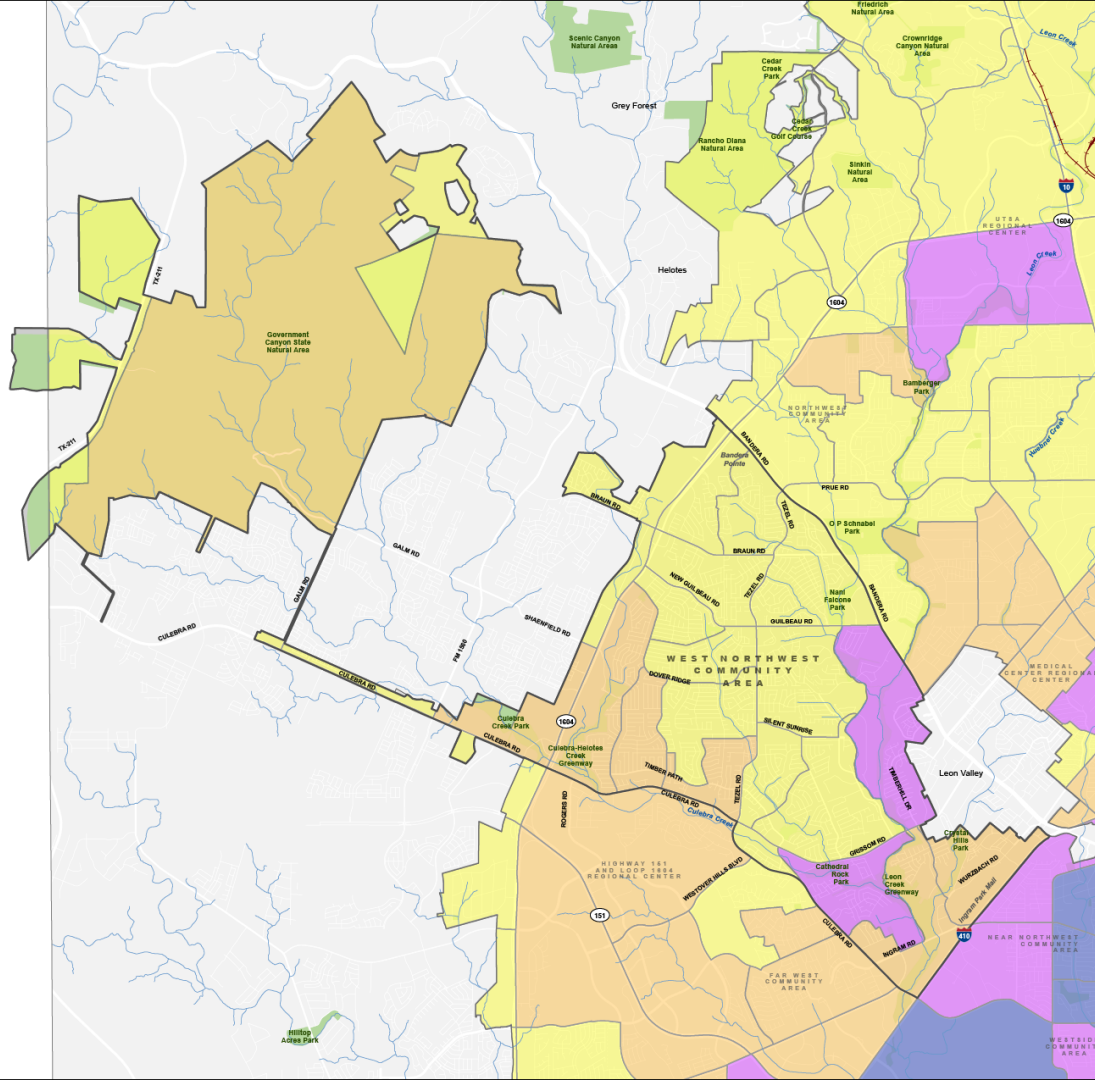 Friedrich
Natural Area
Leon Creek
Scenic Canyon
Natural Areas
Crownridge
Canyon Natural
Area
Cedar
Creek
Park
Grey Forest
Cedar
Creek
Golf Course
Rancho Diana
Natural Area
Sinkin
Natural
Area
10
1604
UTSA
REGIONAL
CENTER
Leon Creek
Helotes
TX-211
1604
Government
Canyon State
Natural Area
Bamberger
Park
NORTHWEST
COMMUNITY
AREA
Huebner Creek
TX-211
BANDERA RD
Bandera
Pointe
PRUE RD
BRAUN RD
TEZEL RD
O P Schnabel
Park
GALM RD
BRAUN RD
NEW GUILBEAU RD
TEZEL RD
GALM RD
Nani
Falcone
Park
BANDERA RD
GUILBEAU RD
SHAENFIELD RD
CULEBRA RD
FM 1560
WEST NORTHWEST
COMMUNITY
AREA
MEDICAL
CENTER REGIONAL
CENTER
DOVER RIDGE
CULEBRA RD
Culebra
Creek Park
1604
SILENT SUNRISE
CULEBRA RD
Culebra-Helotes
Creek
Greenway
TIMBER PATH
Leon Valley
TIMBERHILL DR
TEZEL RD
ROGERS RD
CULEBRA RD
Culebra Creek
Crystal
Hills
Park
GRISSOM RD
HIGHWAY 151
AND LOOP 1604
REGIONAL CENTER
WESTOVER HILLS BLVD
Cathedral
Rock
Park
Leon
Creek
Greenway
WURZBACH RD
Ingram Park Mall
151
CULEBRA RD
INGRAM RD
410
NEAR NORTHWEST
COMMUNITY
AREA
FAR WEST
COMMUNITY
AREA
Hilltop
Acres Park
WESTSIDE
COMMUNITY
AREA